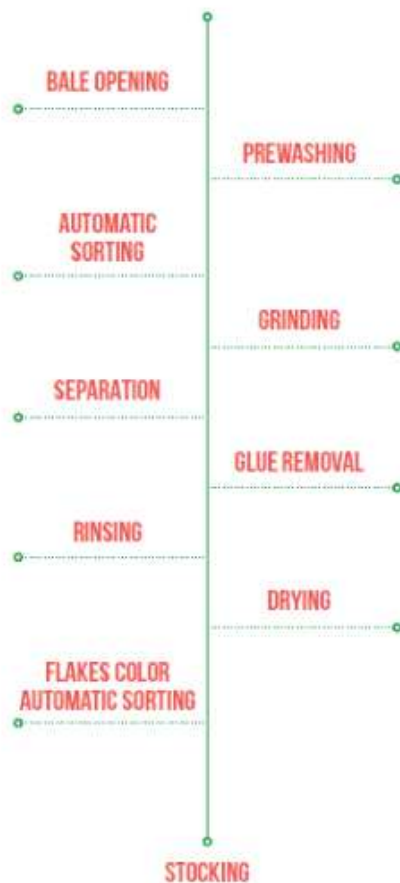 BALE OPENING
PREWASHING
AUTOMATIC
SORTING
GRINDING
SEPARATION
GLUE REMOVAL
RINSING
DRYING
FLAKES COLOR
AUTOMATIC SORTING
STOCKING